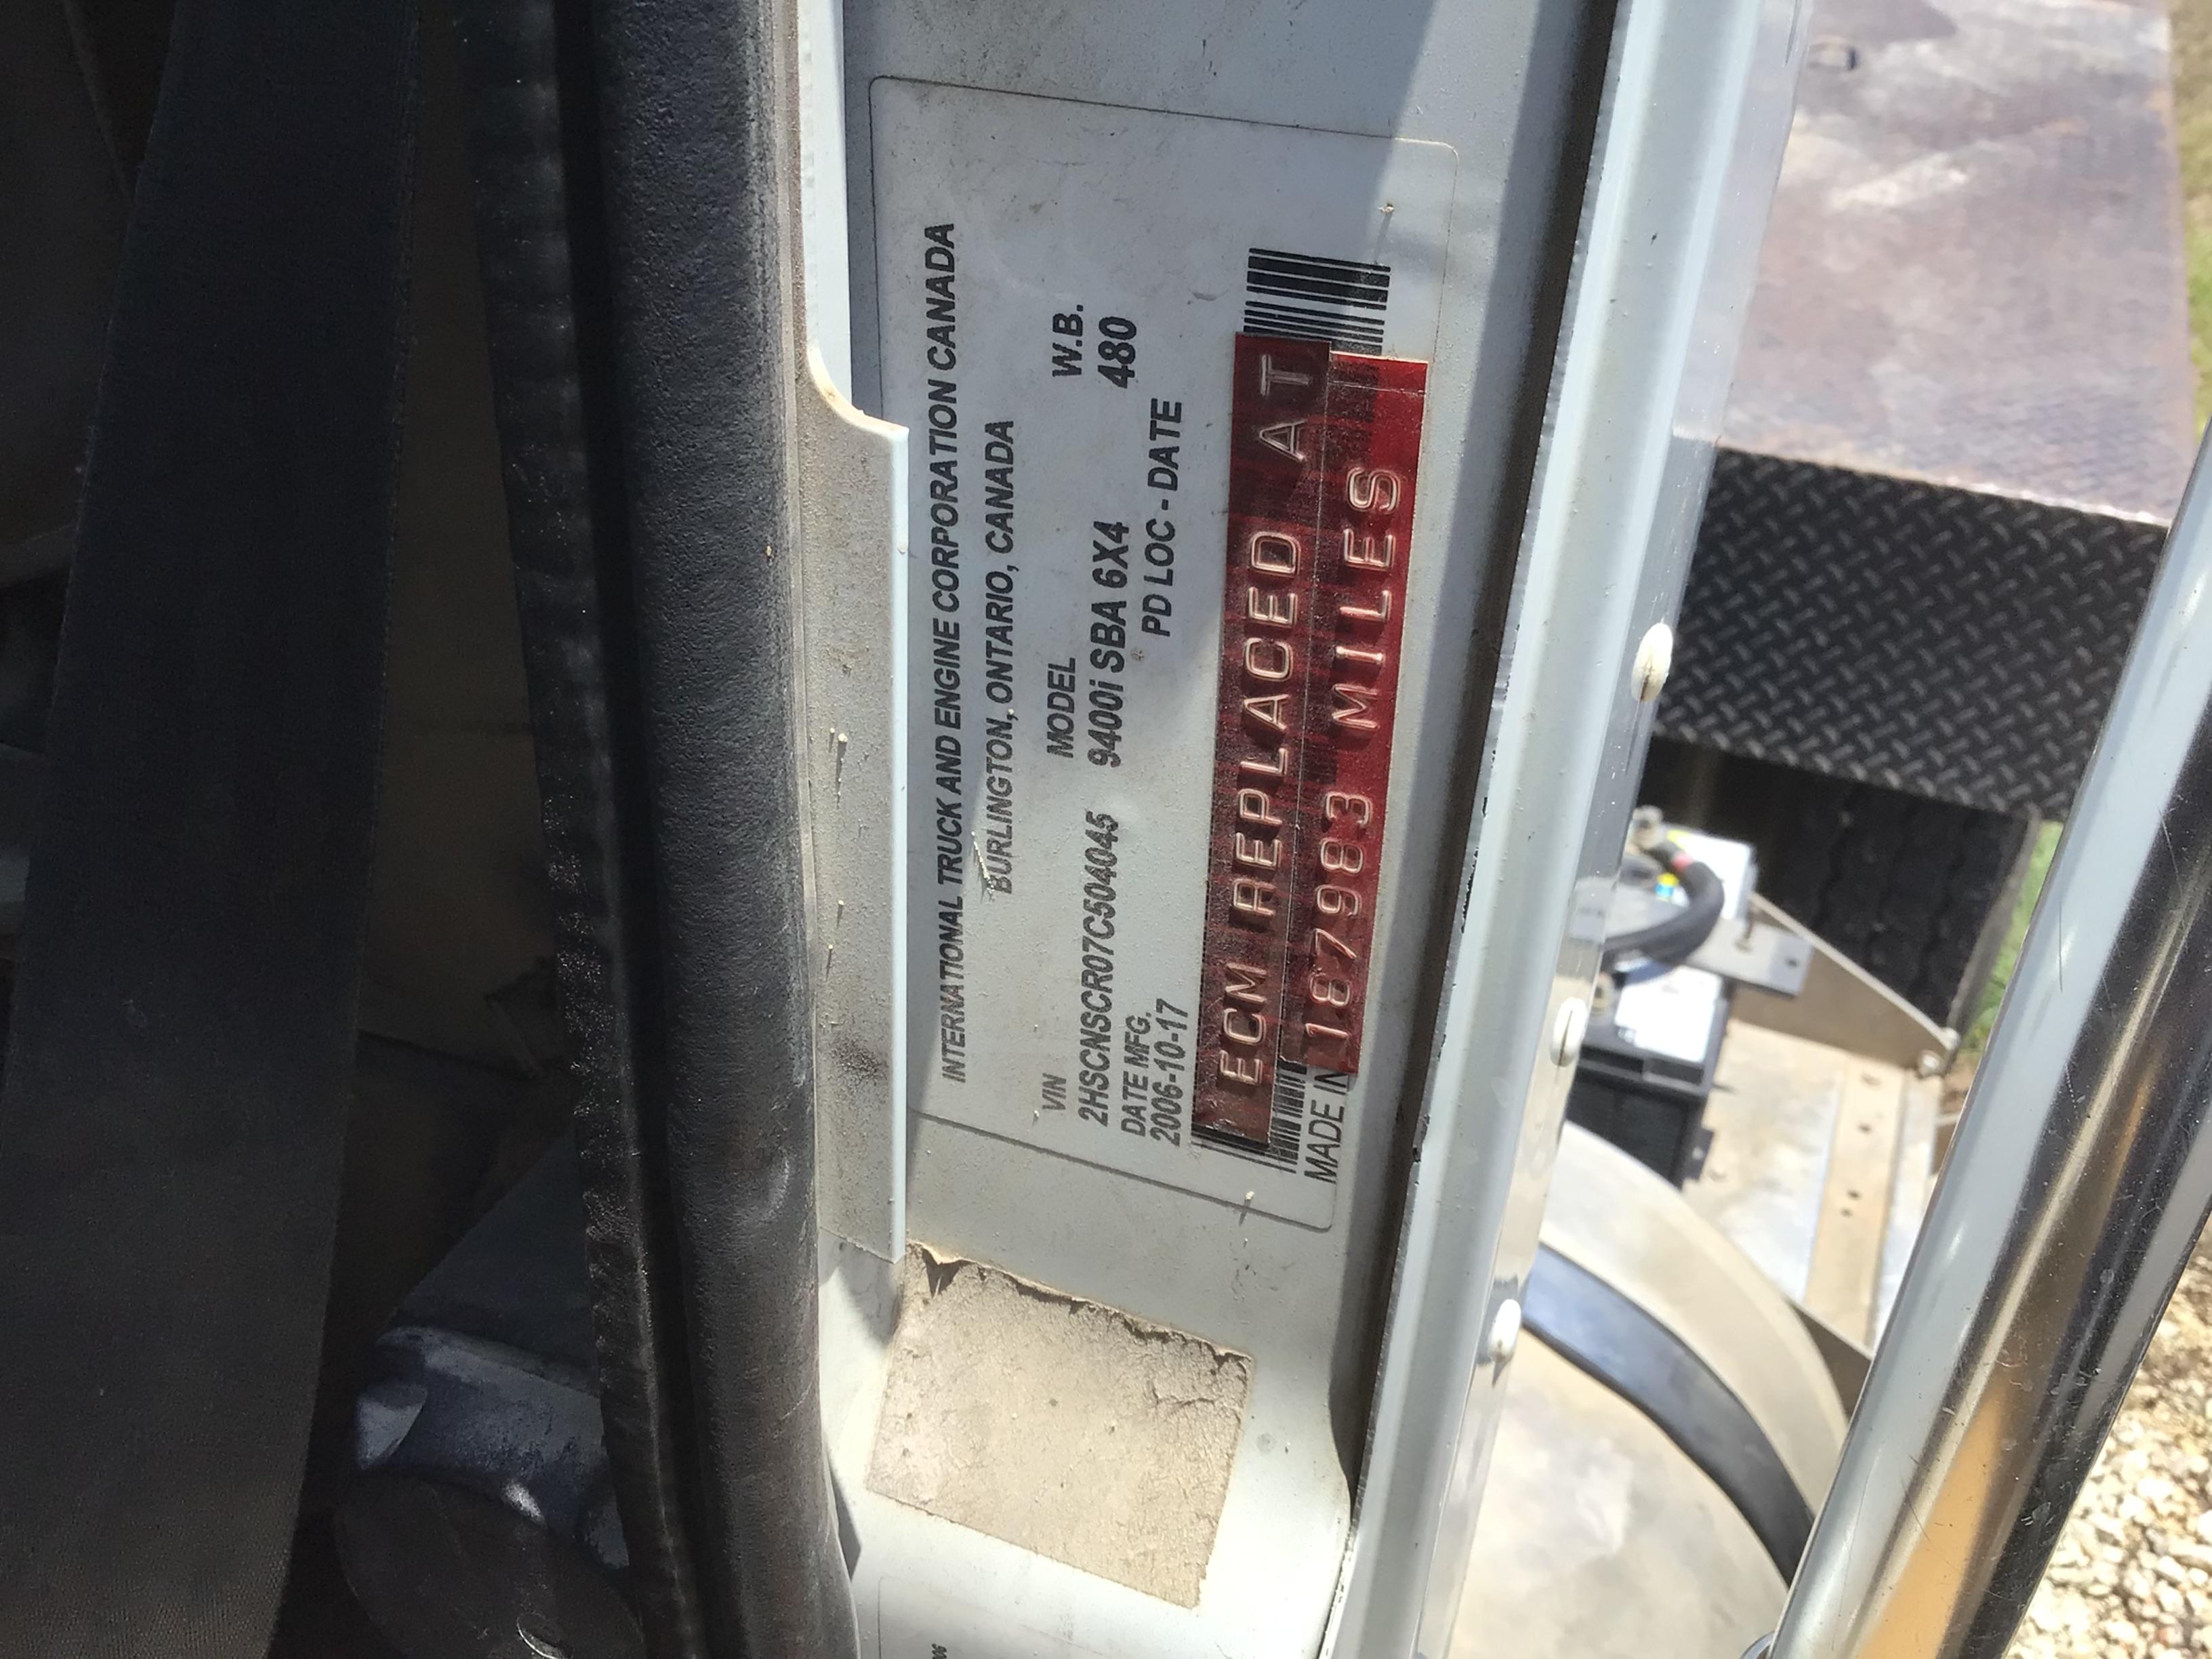 INTERNATIONAL TRUCK AND ENGINE CORPORATION CANADA
BURLINGTON, ONTARIO, CANADA
VIN MODEL W.B.
2HSCNSCR07C504045 9400i SBA 6X4 480
DATE MFG. PD LOC - DATE
2006-10-17
ECM REPLACED AT
187983 MILES
MADE IN